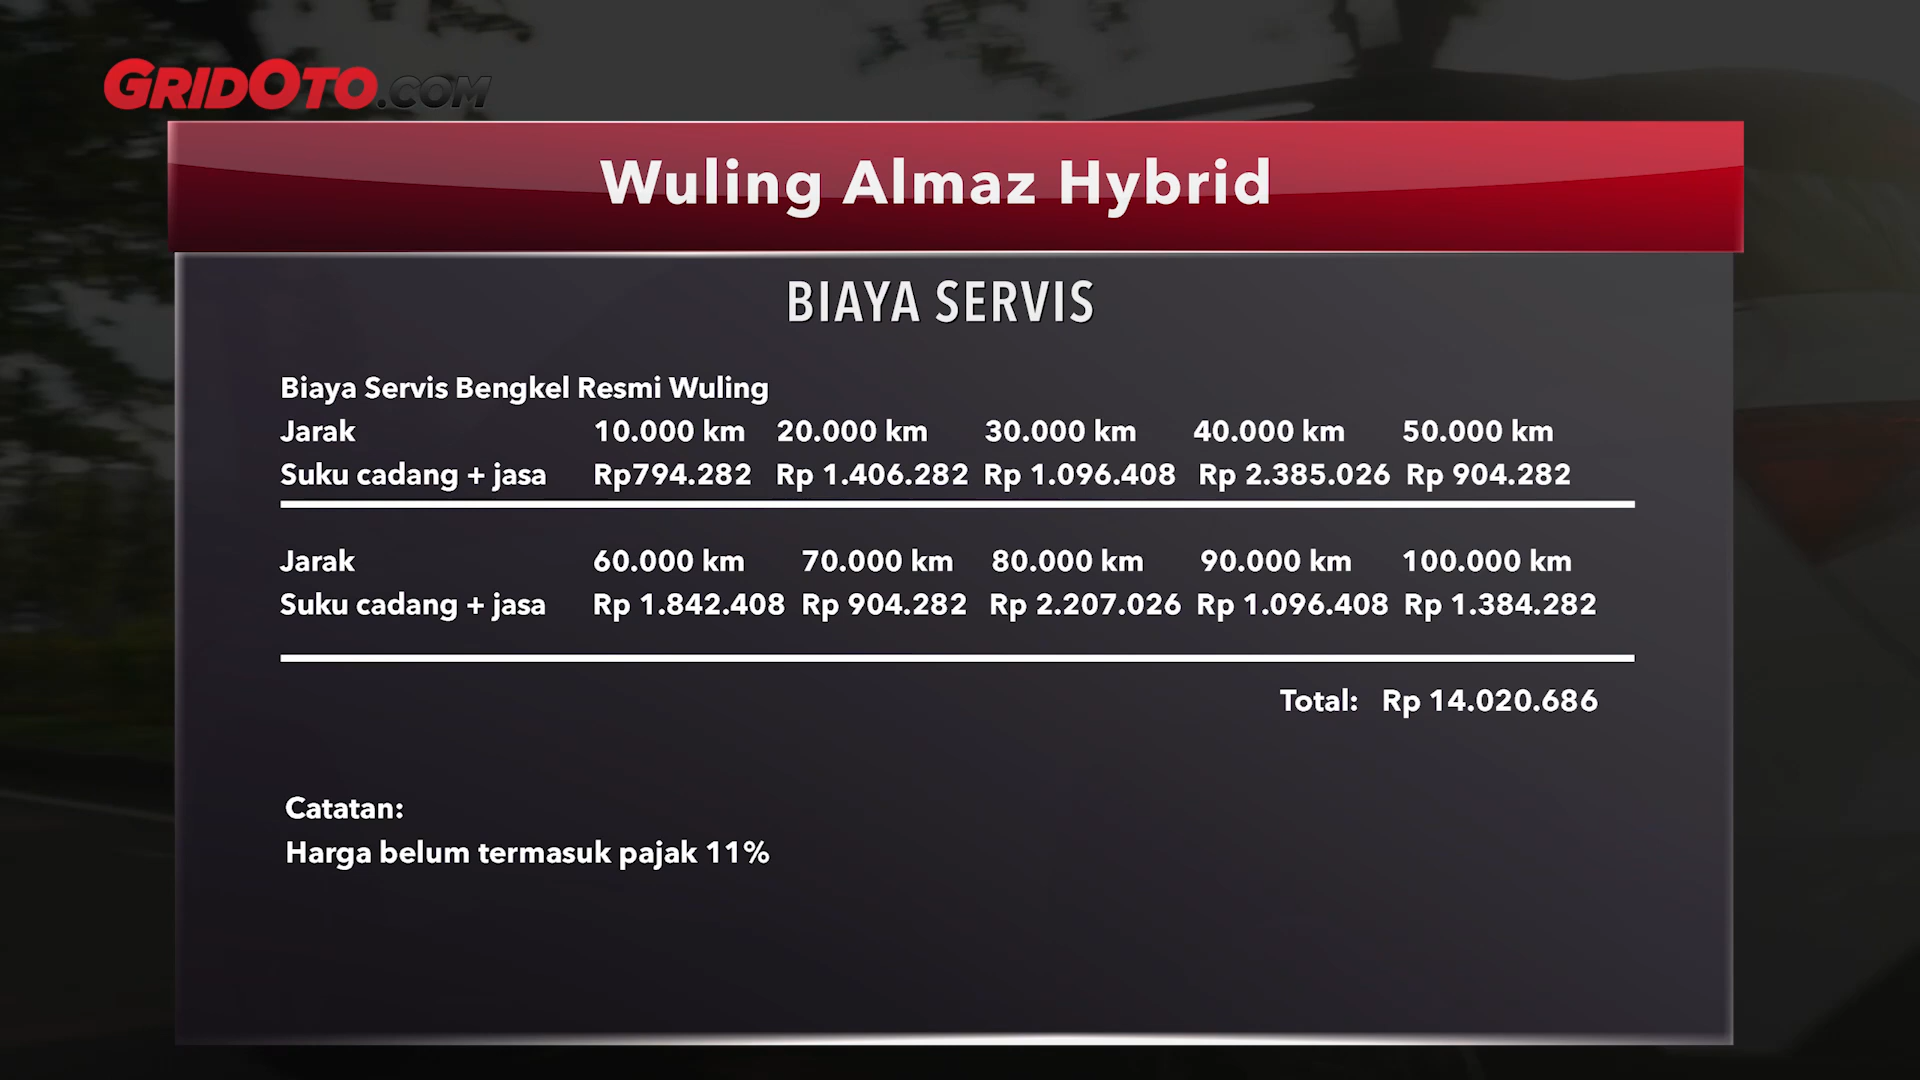 GRIDOTO.COM
Wuling Almaz Hybrid
BIAYA SERVIS
Biaya Servis Bengkel Resmi Wuling
Jarak 10.000 km 20.000 km 30.000 km 40.000 km 50.000 km
Suku cadang + jasa Rp794.282 Rp 1.406.282 Rp 1.096.408 Rp 2.385.026 Rp 904.282
Jarak 60.000 km 70.000 km 80.000 km 90.000 km 100.000 km
Suku cadang + jasa Rp 1.842.408 Rp 904.282 Rp 2.207.026 Rp 1.096.408 Rp 1.384.282
Total: Rp 14.020.686
Catatan:
Harga belum termasuk pajak 11%